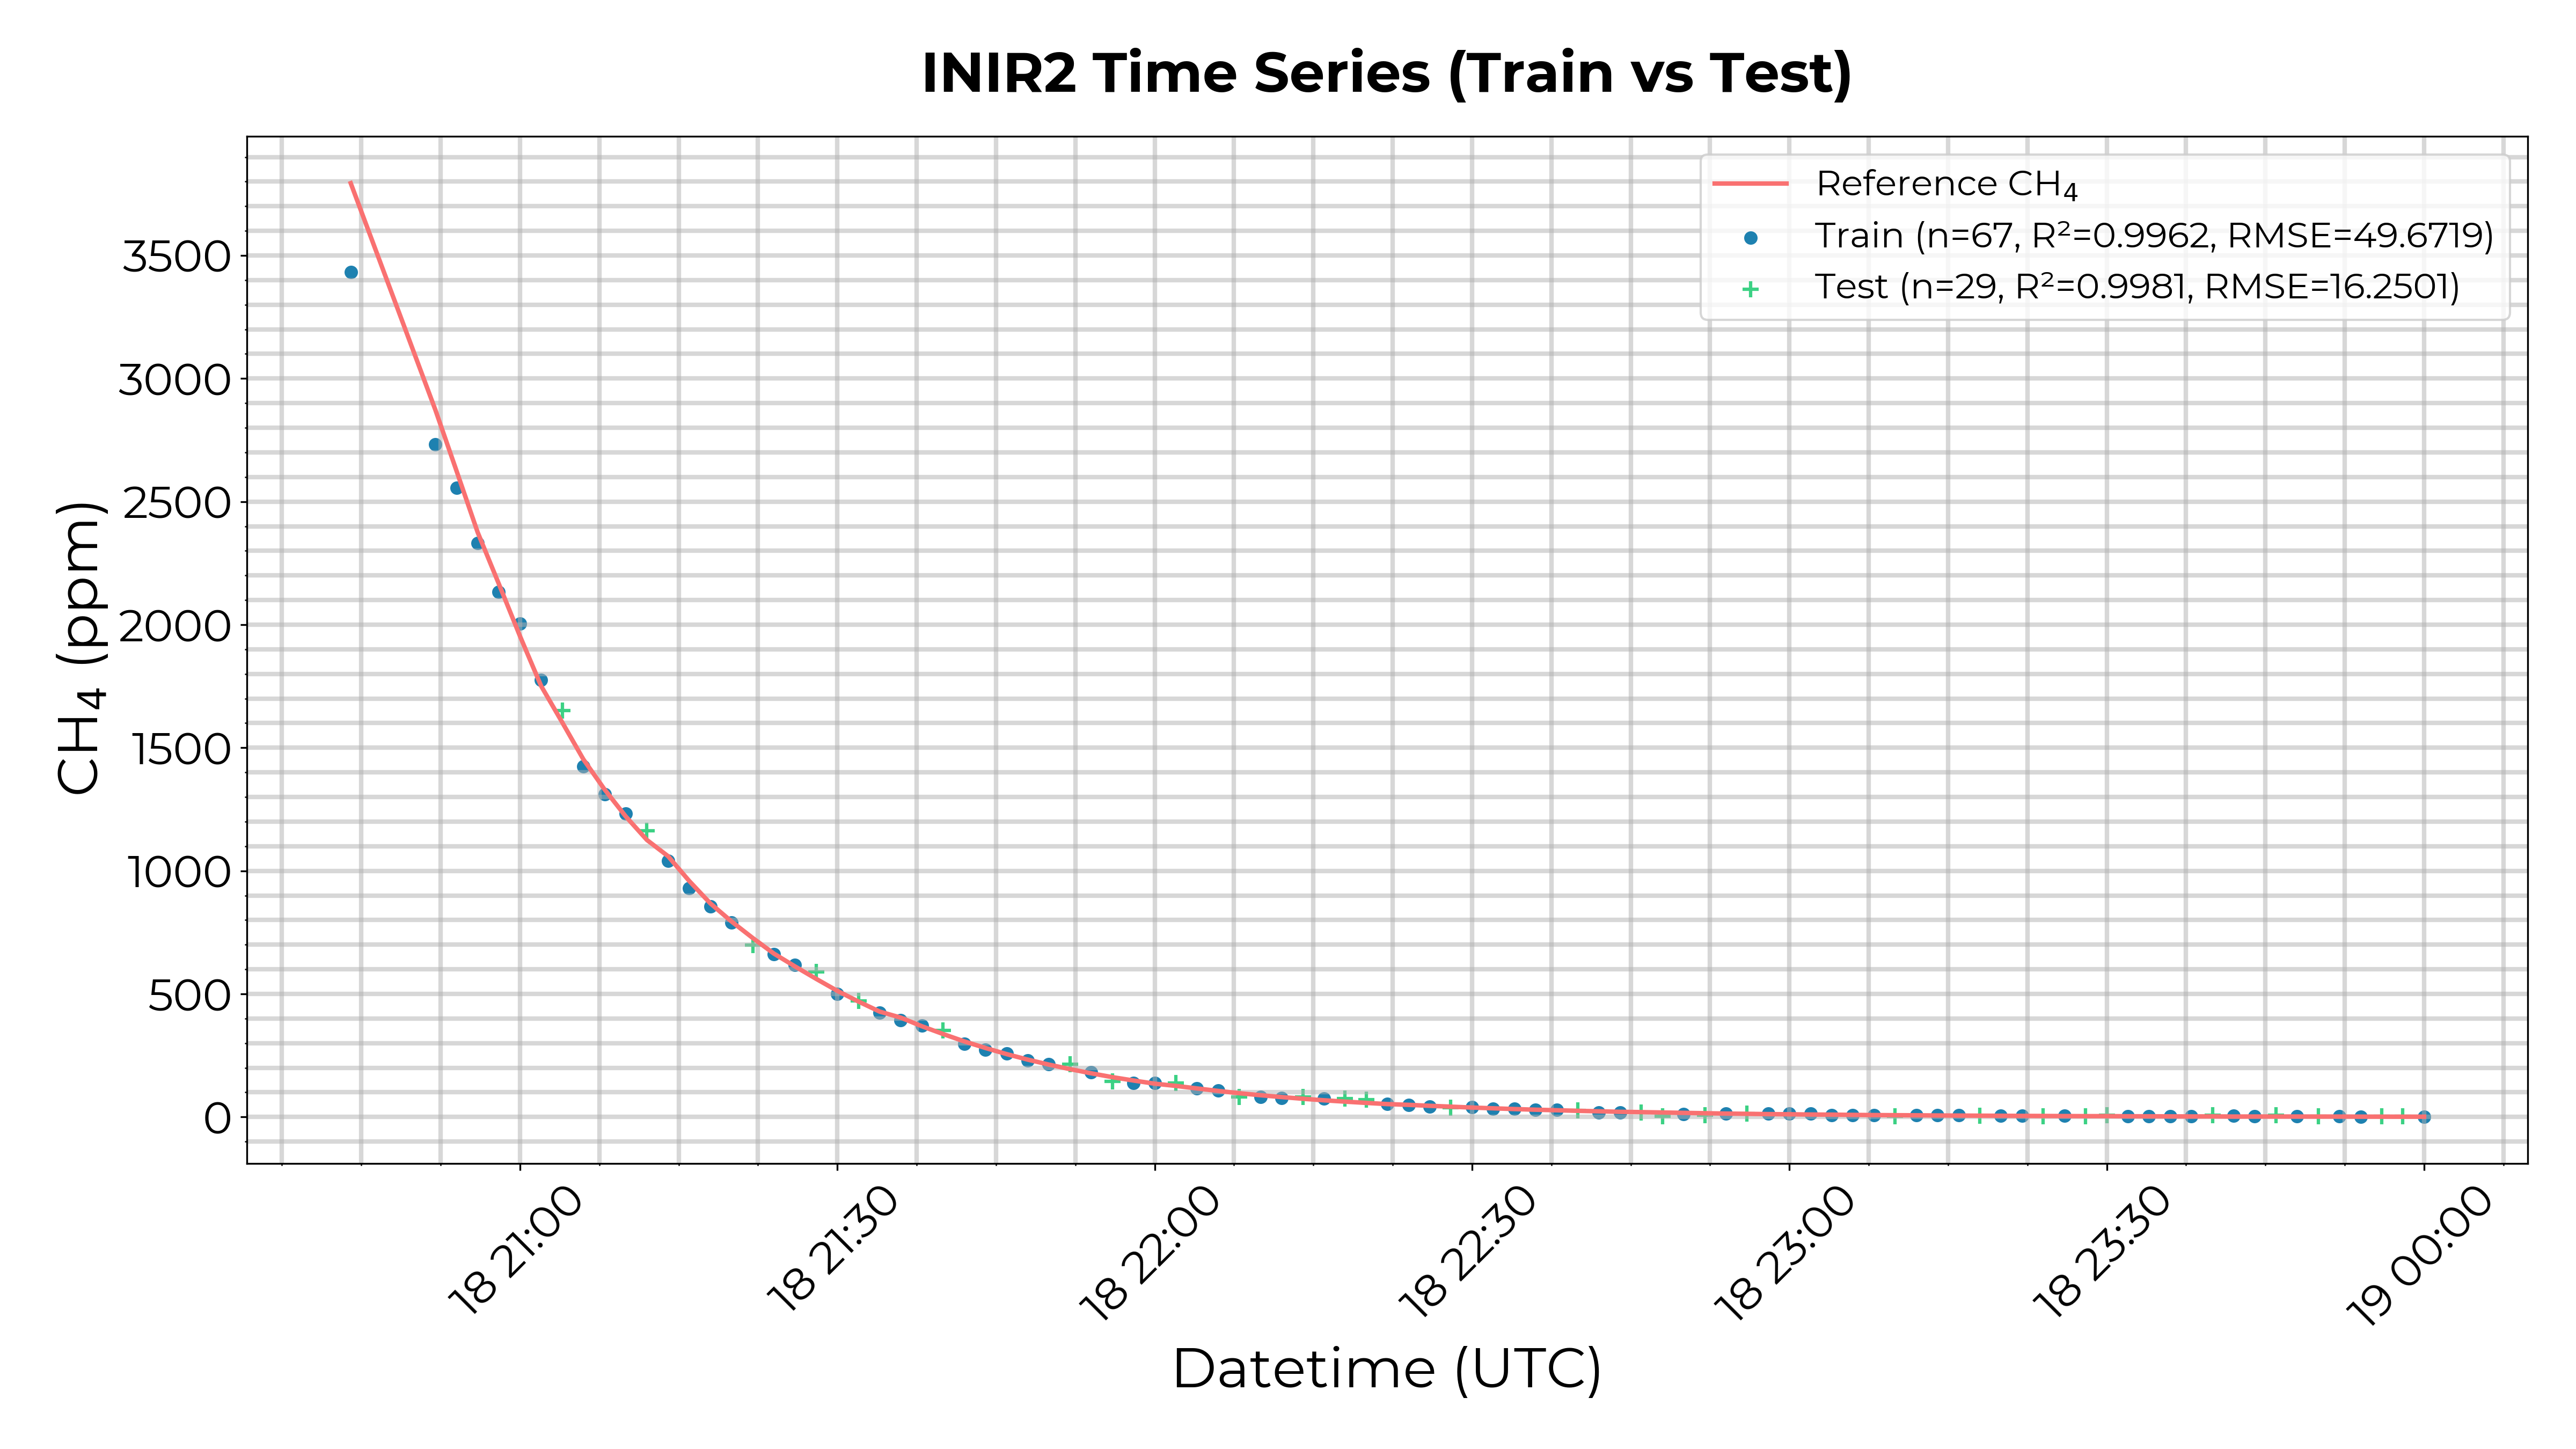 INIR2 Time Series (Train vs Test)
Reference CH₄
Train (n=67, R²=0.9962, RMSE=49.6719)
Test (n=29, R²=0.9981, RMSE=16.2501)
CH₄ (ppm)
3500
3000
2500
2000
1500
1000
500
0
18 21:00
18 21:30
18 22:00
18 22:30
18 23:00
18 23:30
19 00:00
Datetime (UTC)